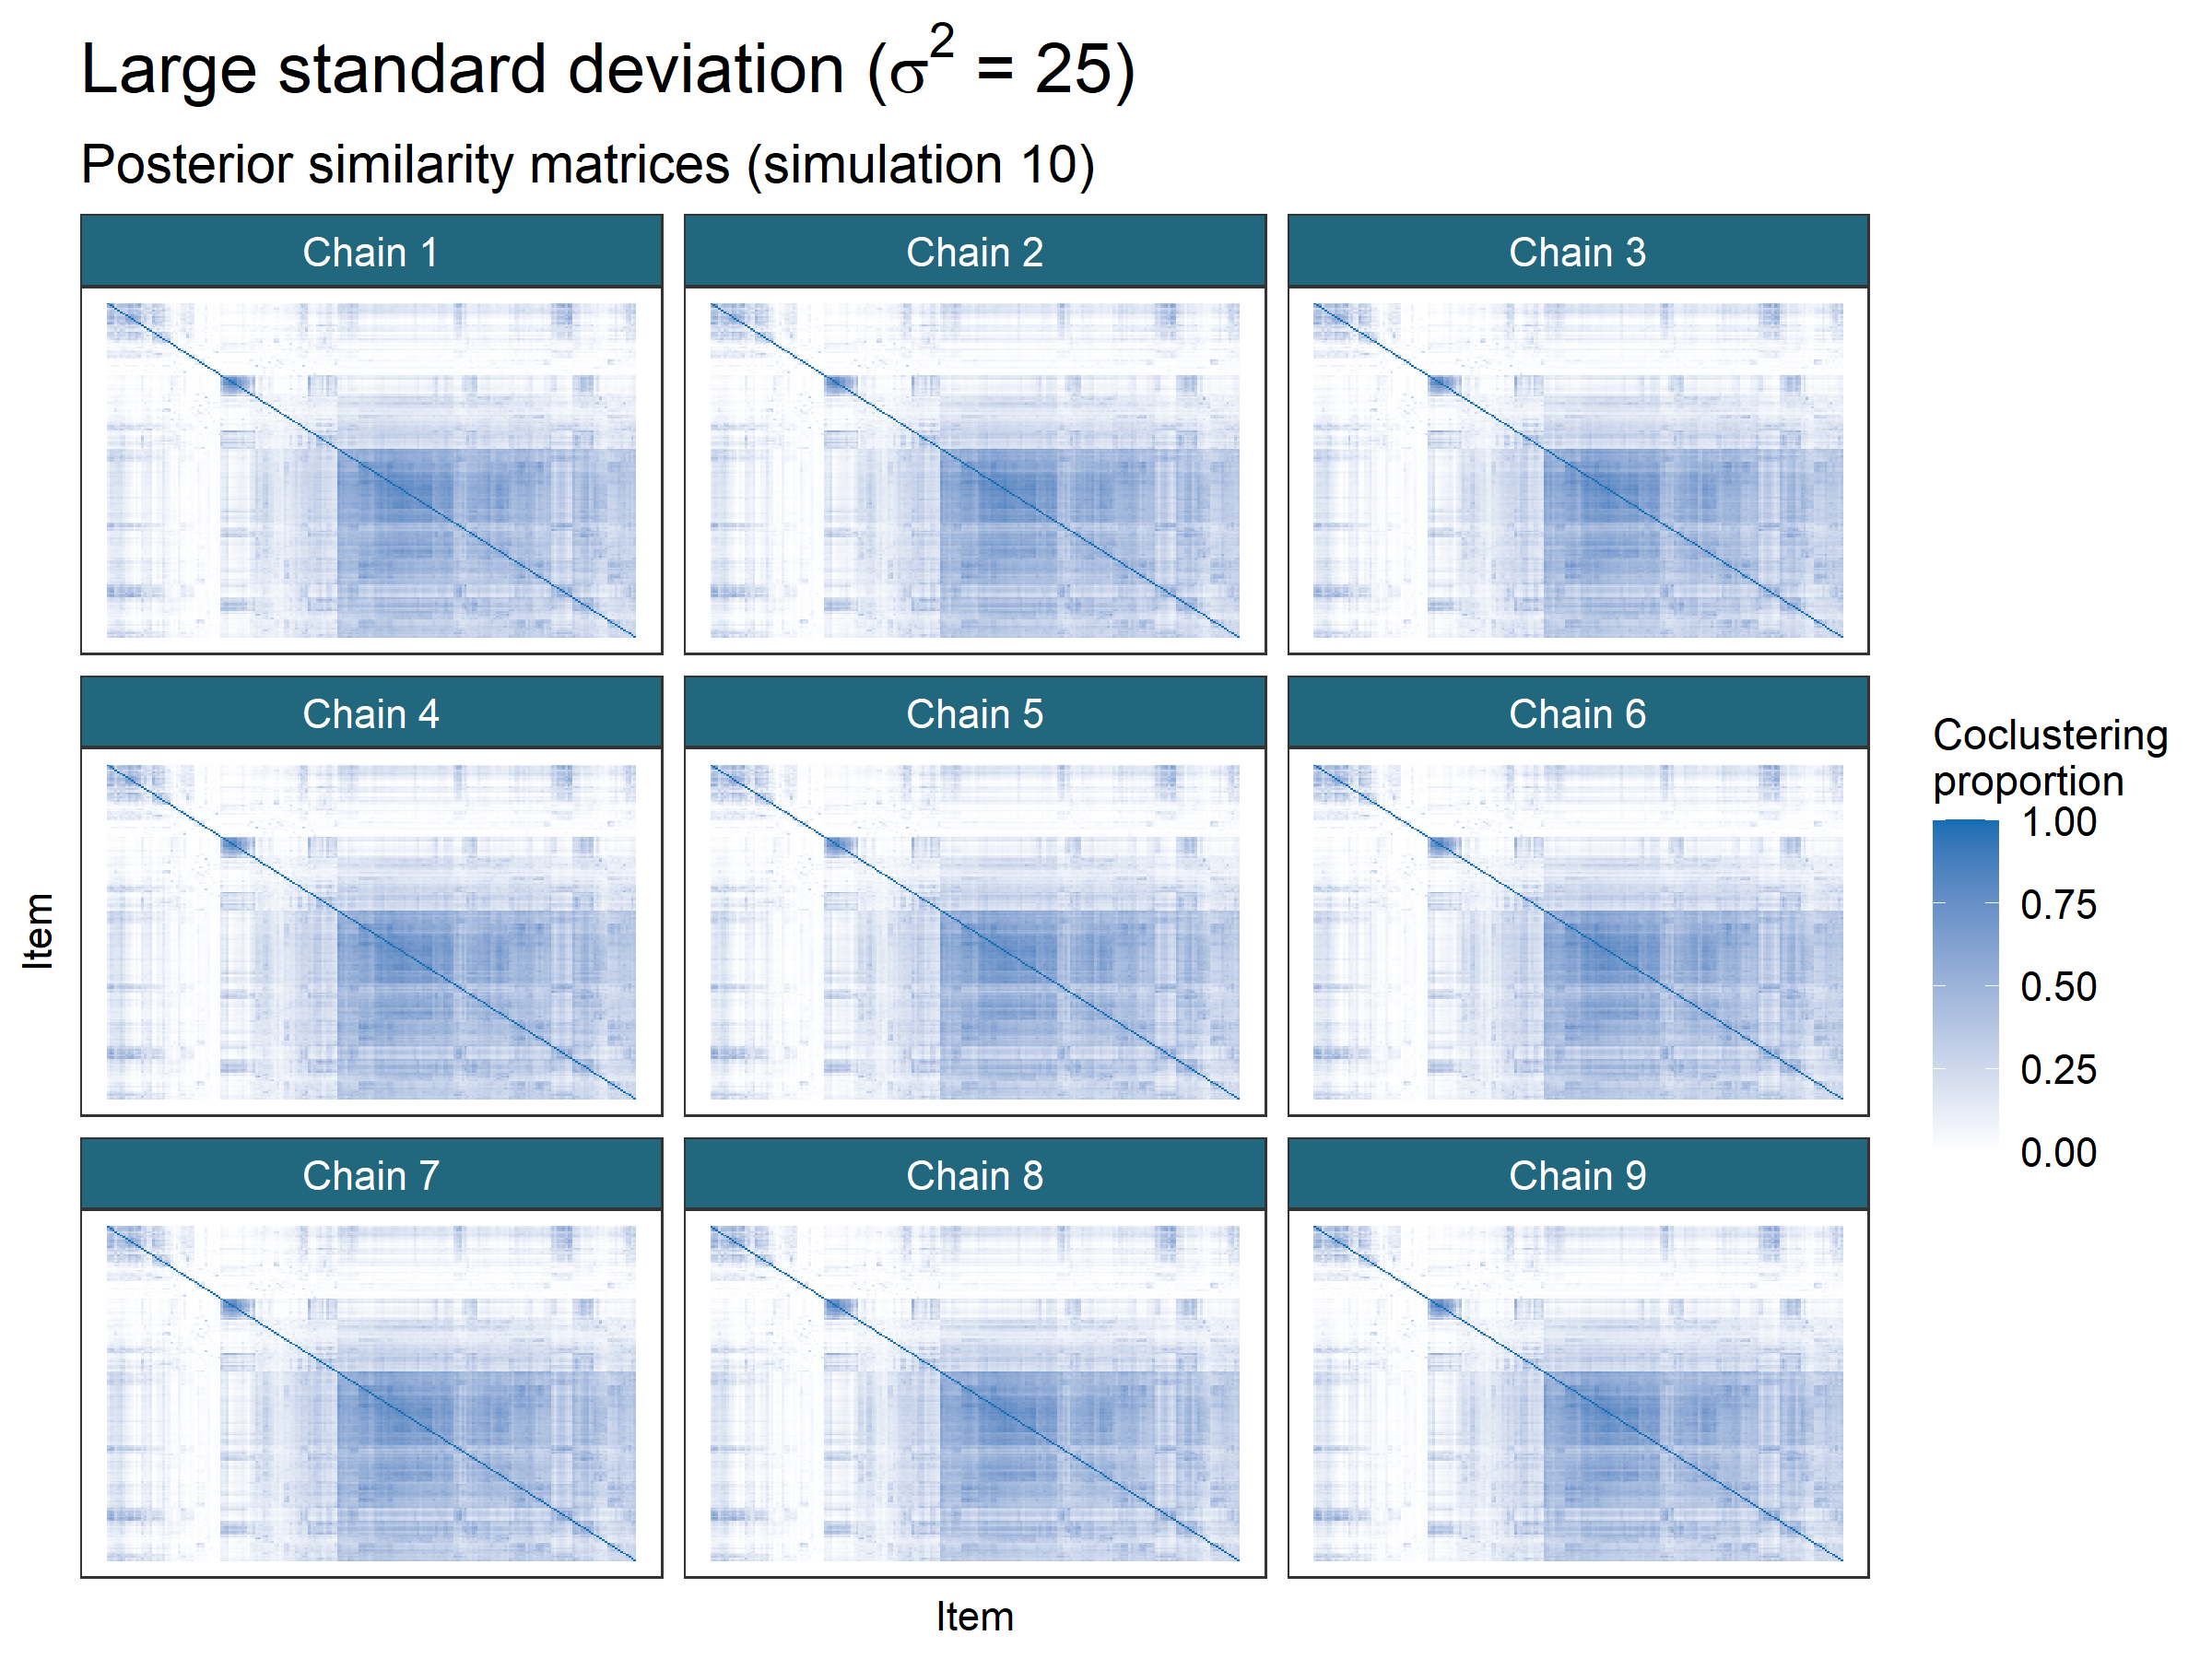 Large standard deviation (σ² = 25)
Posterior similarity matrices (simulation 10)
Chain 1
Chain 2
Chain 3
Chain 4
Chain 5
Chain 6
Chain 7
Chain 8
Chain 9
Item
Item
Coclustering
proportion
1.00
0.75
0.50
0.25
0.00